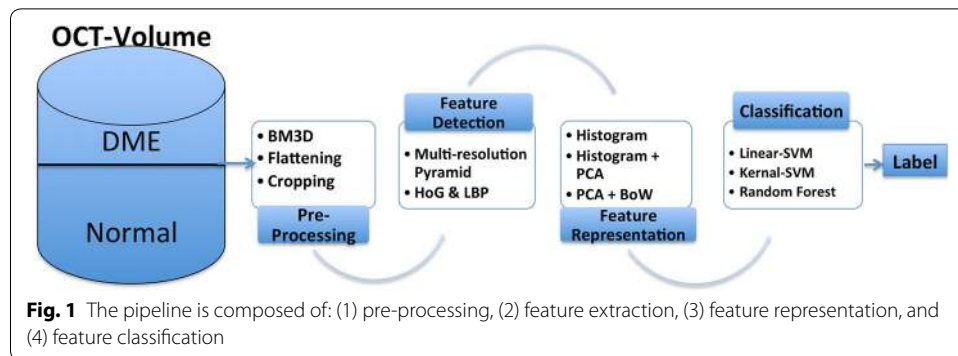 OCT-Volume
DME
Normal
• BM3D
• Flattening
• Cropping
Pre-
Processing
Feature
Detection
• Multi-resolution
Pyramid
• HoG & LBP
• Histogram
• Histogram +
PCA
• PCA + BoW
Feature
Representation
Classification
• Linear-SVM
• Kernal-SVM
• Random Forest
Label
Fig. 1 The pipeline is composed of: (1) pre-processing, (2) feature extraction, (3) feature representation, and
(4) feature classification